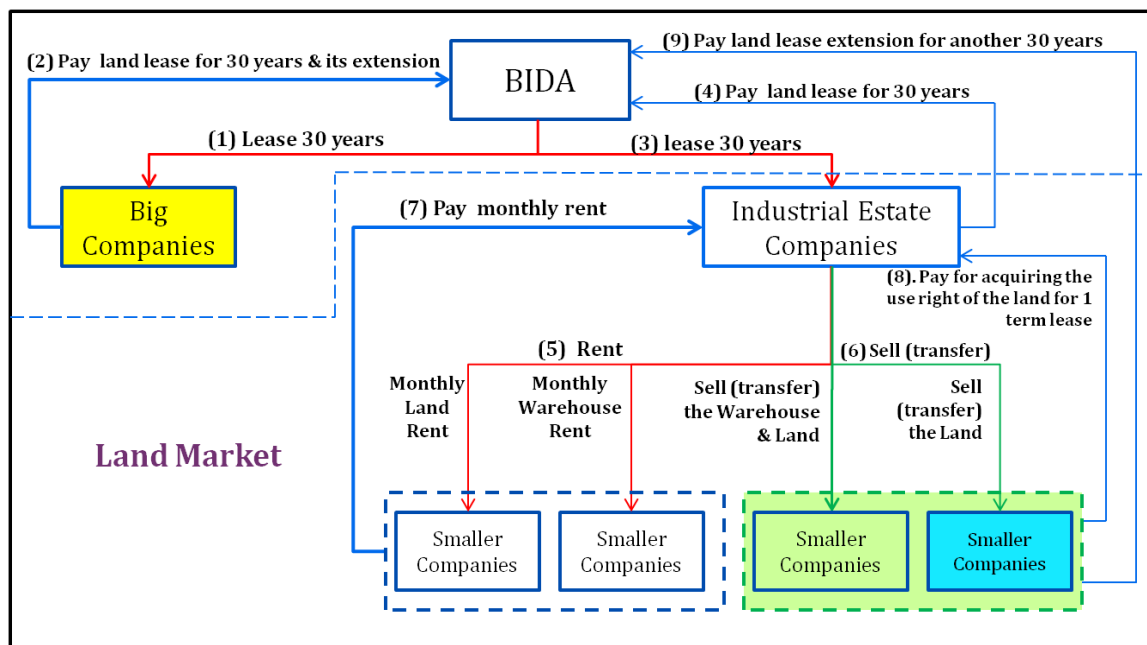 (9) Pay land lease extension for another 30 years
(2) Pay land lease for 30 years & its extension
BIDA
(4) Pay land lease for 30 years
(1) Lease 30 years
(3) lease 30 years
Big
Companies
(7) Pay monthly rent
Industrial Estate
Companies
(8). Pay for acquiring the
use right of the land for 1
term lease
(5) Rent
(6) Sell (transfer)
Monthly
Land
Rent
Monthly
Warehouse
Rent
Sell (transfer)
the Warehouse
& Land
Sell
(transfer)
the Land
Land Market
Smaller
Companies
Smaller
Companies
Smaller
Companies
Smaller
Companies